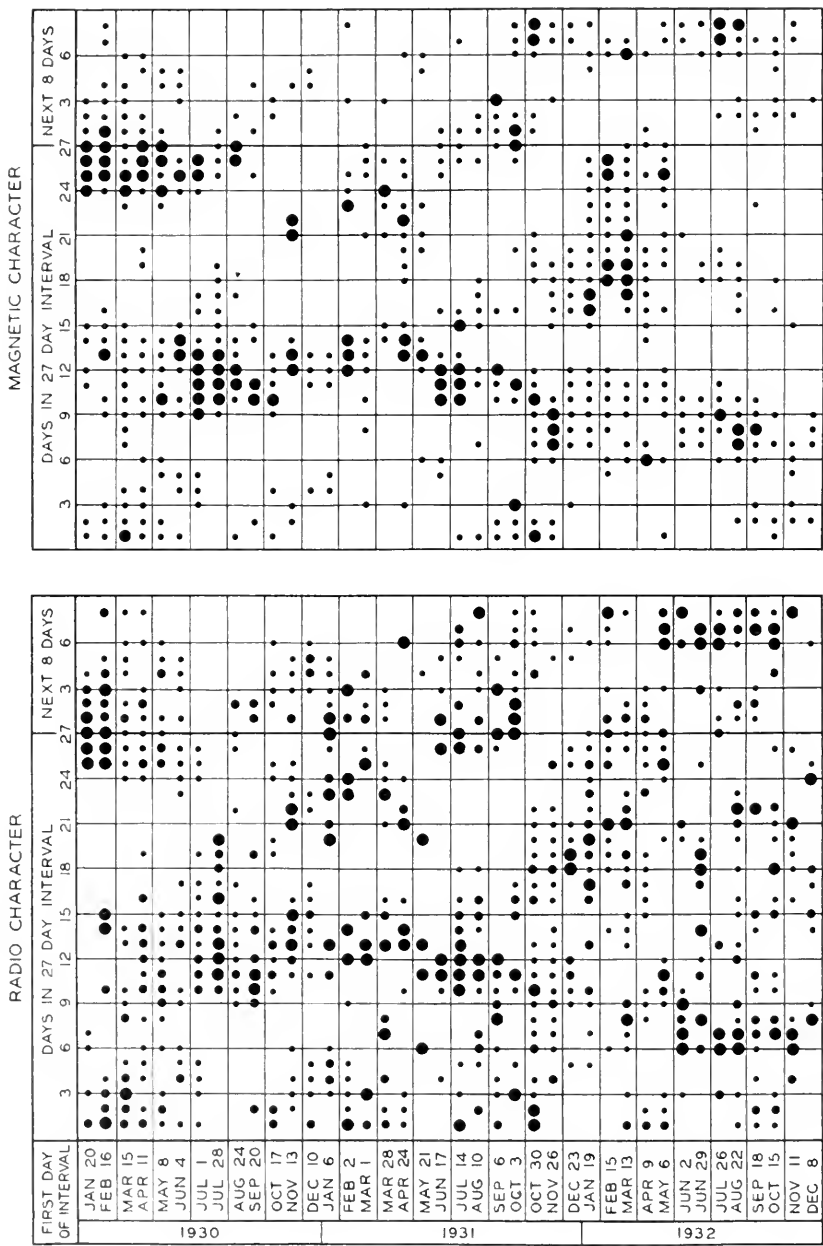 RADIO CHARACTER MAGNETIC CHARACTER
FIRST DAY DAYS IN 27 DAY INTERVAL NEXT 8 DAYS DAYS IN 27 DAY INTERVAL NEXT 8 DAYS
OF INTERVAL 3 6 9 12 15 18 21 24 27 3 6 3 6 9 12 15 18 21 24 27 3 6
1930
JAN 20
FEB 16
MAR 15
APR 11
MAY 8
JUN 4
JUL 1
JUL 28
AUG 24
SEP 20
OCT 17
NOV 13
DEC 10
1931
JAN 6
FEB 2
MAR 1
MAR 28
APR 24
MAY 21
JUN 17
JUL 14
AUG 10
SEP 6
OCT 3
OCT 30
NOV 26
DEC 23
1932
JAN 19
FEB 15
MAR 13
APR 9
MAY 6
JUN 2
JUN 29
JUL 26
AUG 22
SEP 18
OCT 15
NOV 11
DEC 8